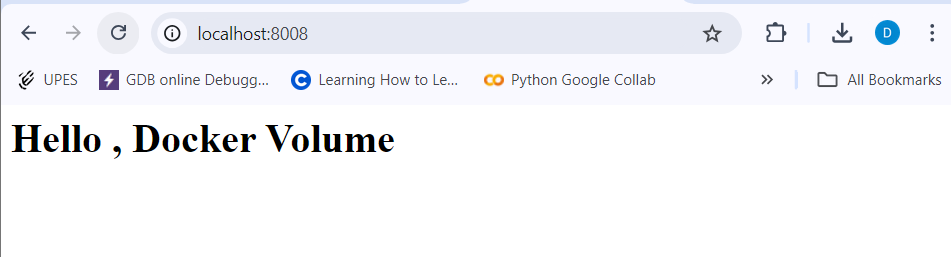 localhost:8008
D
UPES
GDB online Debugg...
Learning How to Le...
Python Google Collab
All Bookmarks
Hello , Docker Volume